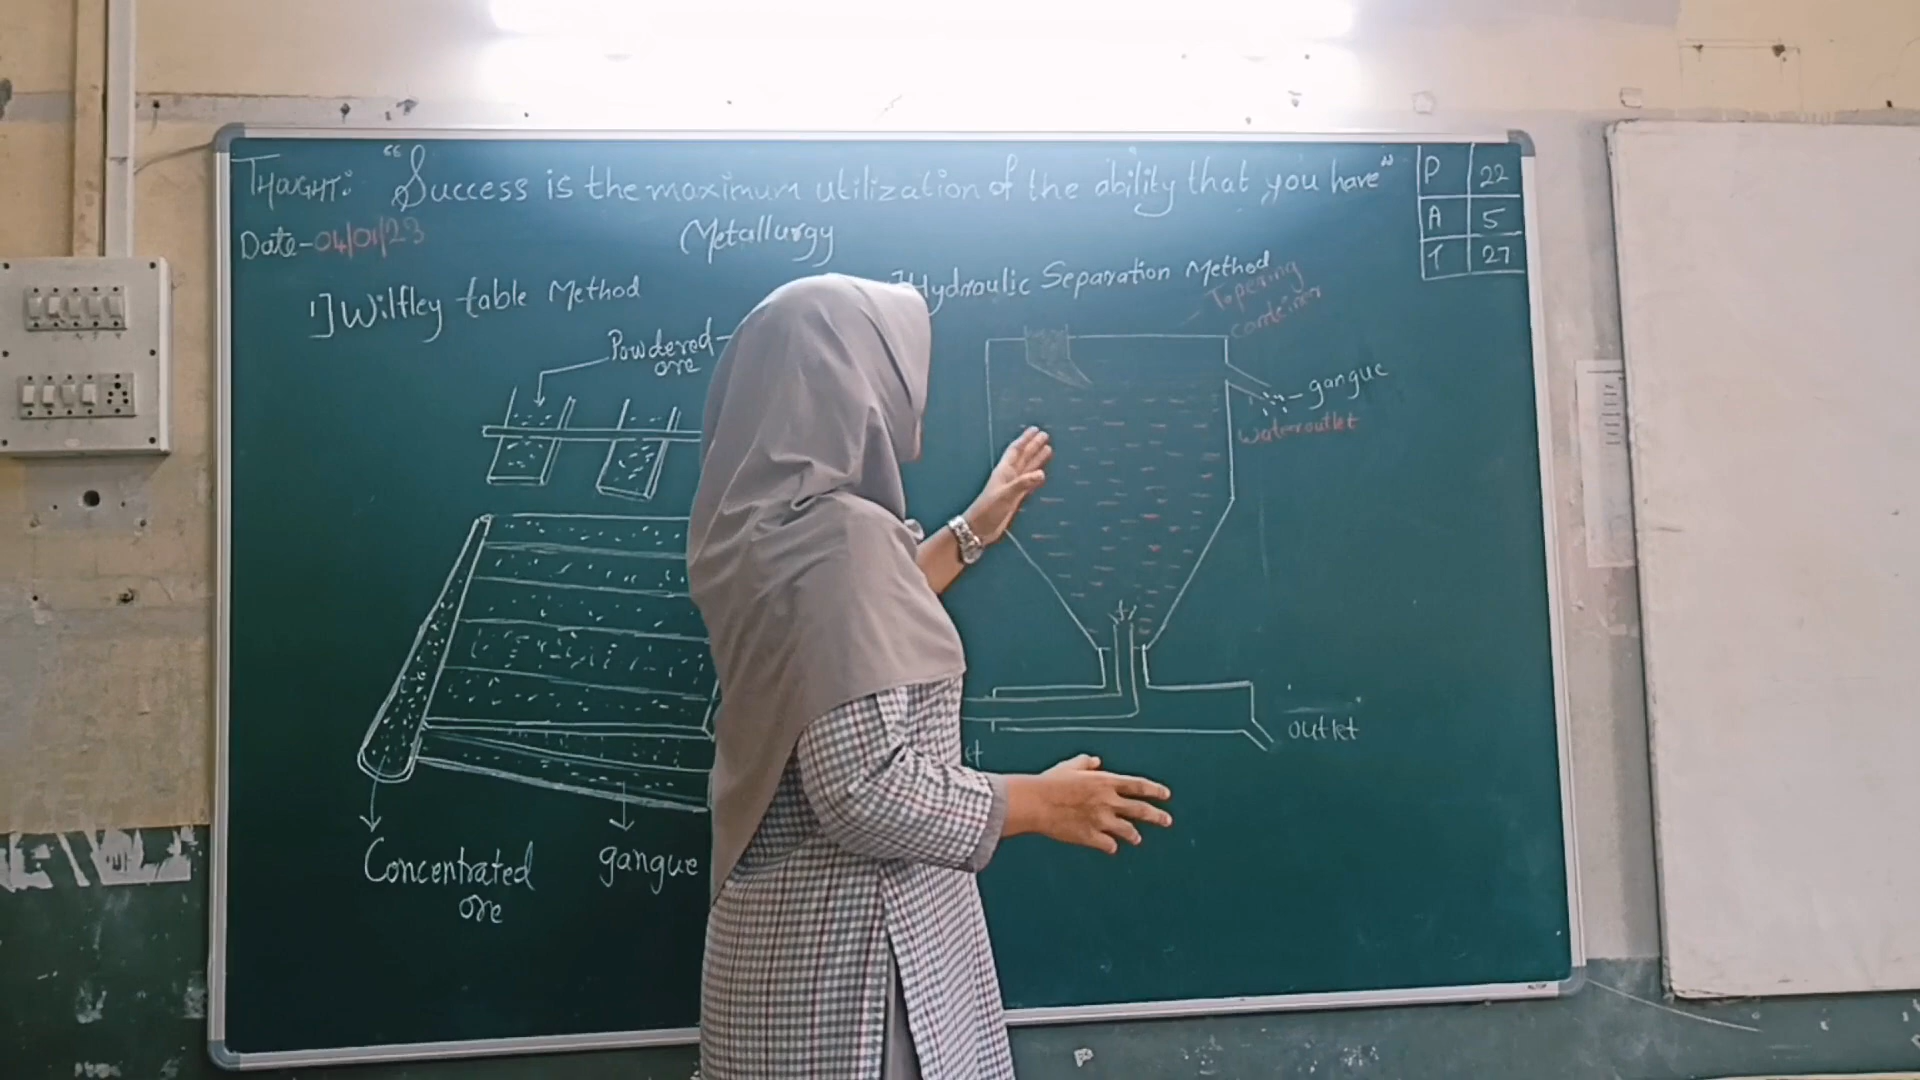 THOUGHT: "Success is the maximum utilization of the ability that you have"
P 22
A 5
T 27
Date-04/01/23
Metallurgy
1] Wilfley table Method
Hydraulic Separation Method
Tapering
container
Powdered
ore
gangue
water outlet
outlet
et
Concentrated
ore
gangue